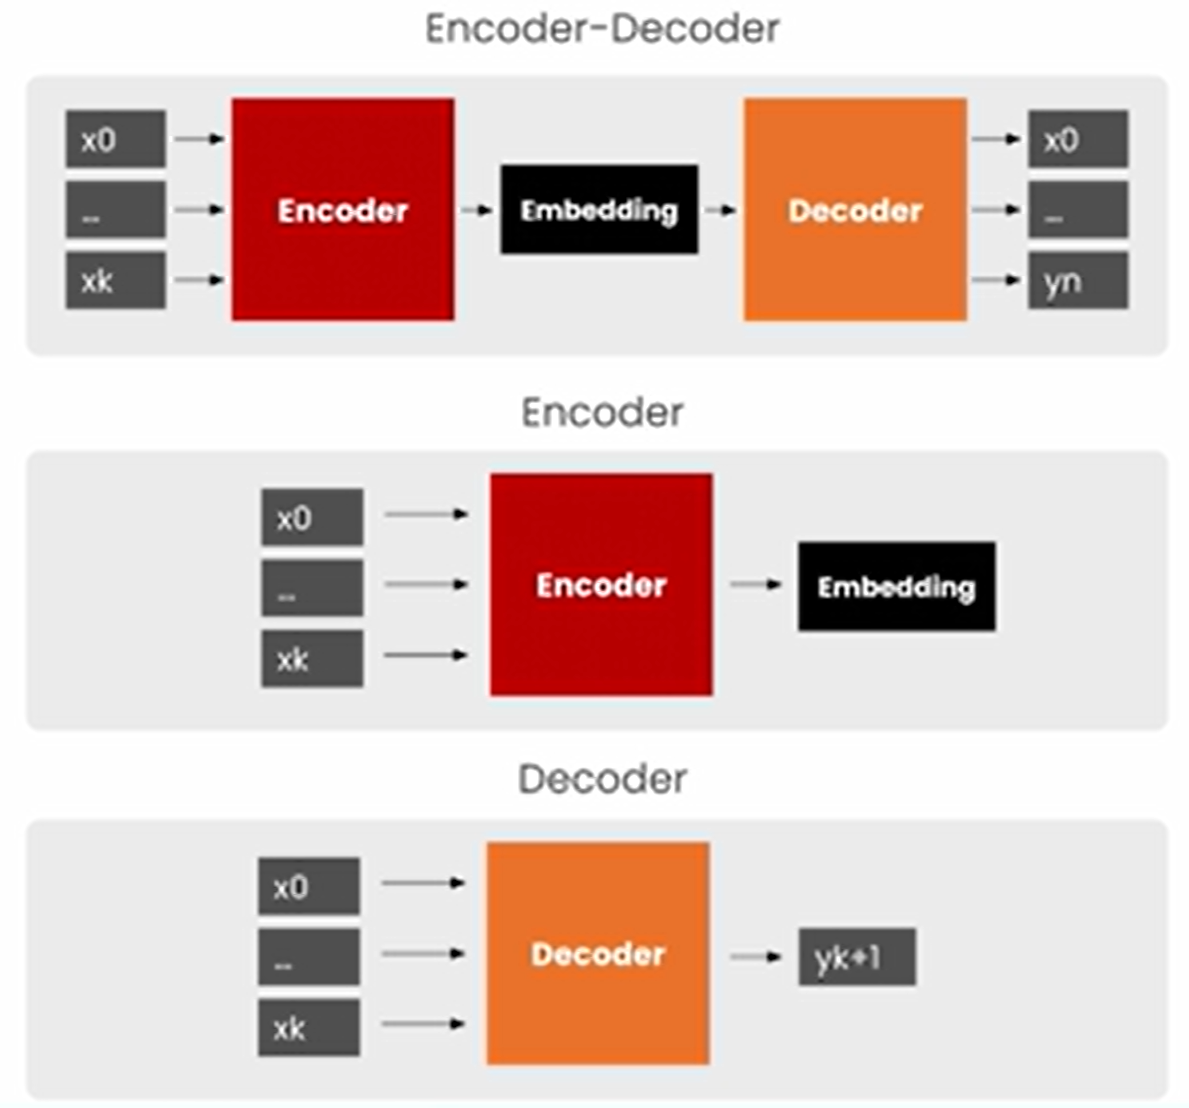 Encoder-Decoder
x0
Encoder
Embedding
Decoder
x0
...
...
xk
yn
Encoder
x0
...
Encoder
Embedding
xk
Decoder
x0
...
Decoder
yk+1
xk